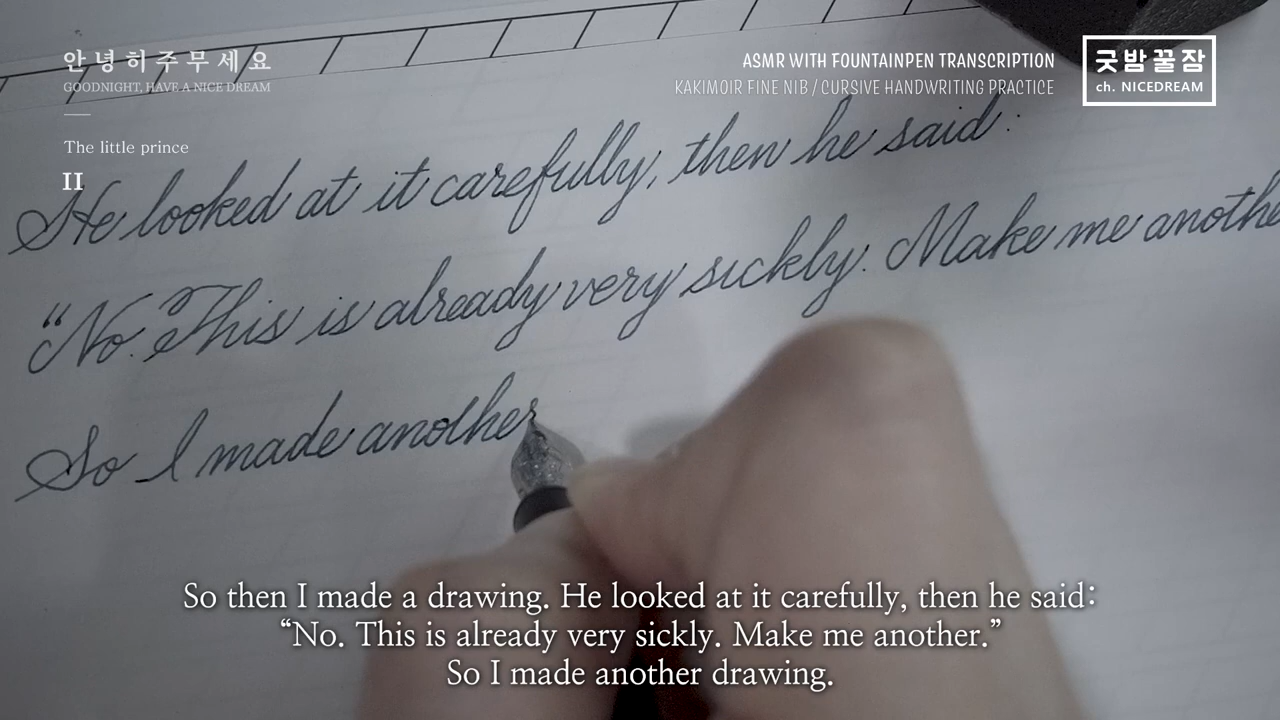 안녕히주무세요
GOODNIGHT, HAVE A NICE DREAM
The little prince
II
ASMR WITH FOUNTAINPEN TRANSCRIPTION
KAKIMOIR FINE NIB / CURSIVE HANDWRITING PRACTICE
굿밤꿀잠
ch. NICEDREAM
He looked at it carefully, then he said:
“No. This is already very sickly. Make me anothe
So I made another
So then I made a drawing. He looked at it carefully, then he said:
“No. This is already very sickly. Make me another.”
So I made another drawing.